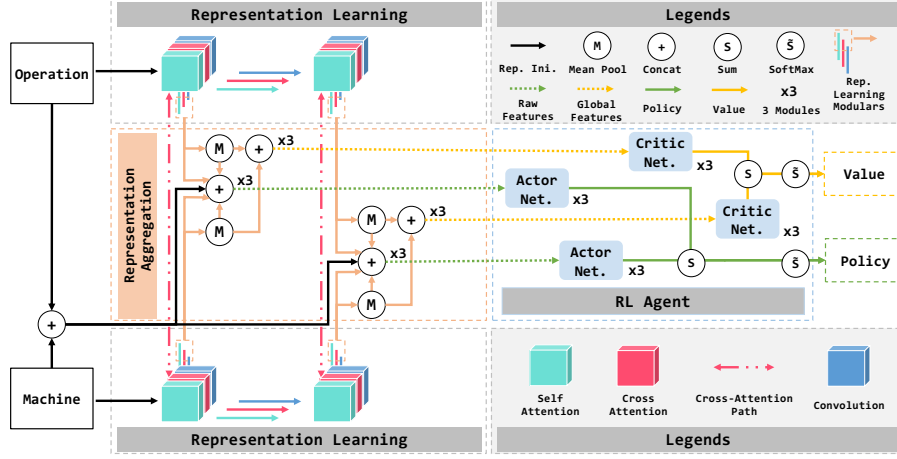 Representation Learning
Legends
Operation
M
+
S
S̃
Rep. Ini.
Mean Pool
Concat
Sum
SoftMax
x3
Raw
Features
Global
Features
Policy
Value
3 Modules
Rep.
Learning
Modulars
Representation
Aggregation
M
+
x3
+
x3
M
M
+
x3
+
x3
M
Critic
Net.
x3
Actor
Net.
x3
S
S̃
Value
Critic
Net.
x3
Actor
Net.
x3
S
S̃
Policy
RL Agent
+
Machine
Self
Attention
Cross
Attention
Cross-Attention
Path
Convolution
Representation Learning
Legends